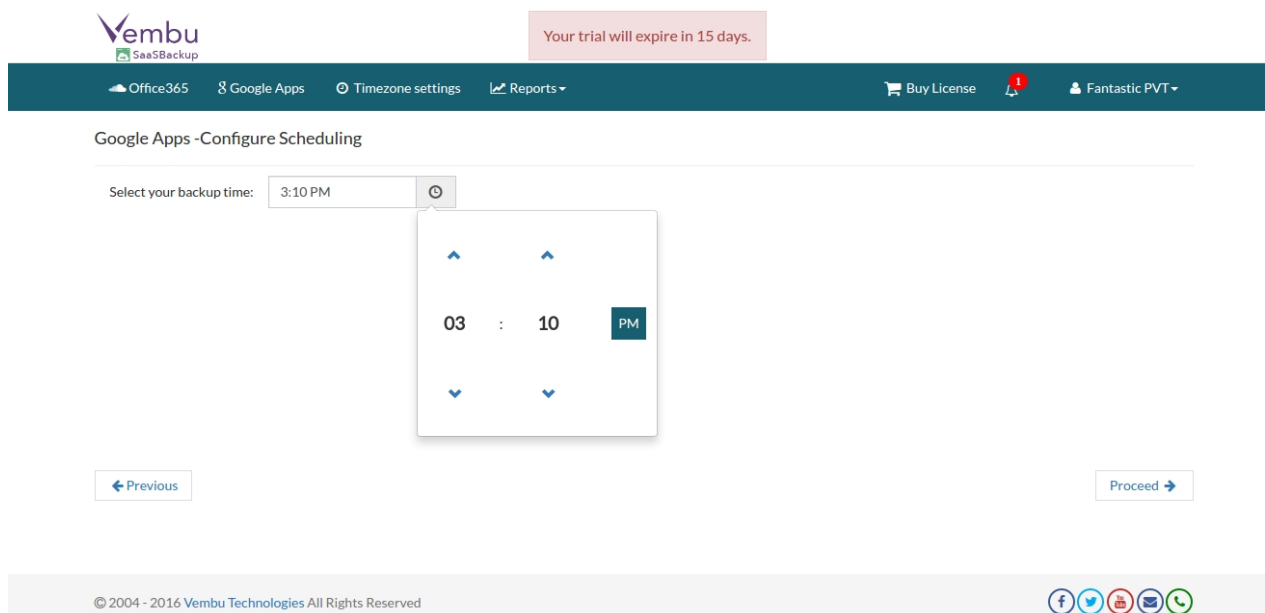 Vembu
SaaSBackup
Your trial will expire in 15 days.
Office365 Google Apps Timezone settings Reports Buy License 1 Fantastic PVT
Google Apps -Configure Scheduling
Select your backup time: 3:10 PM
03 : 10 PM
Previous Proceed
© 2004 - 2016 Vembu Technologies All Rights Reserved